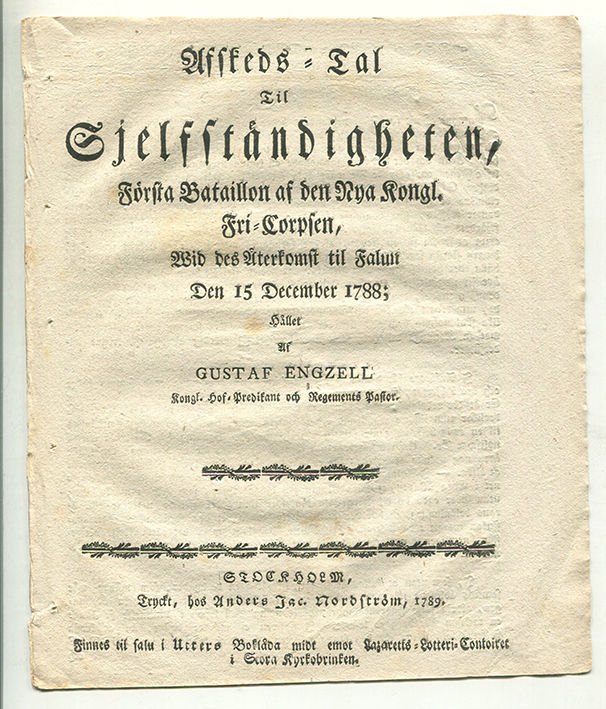 Afskeds-Tal
Til
Sjelfständigheten,
Första Bataillon af den Nya Kongl.
Fri-Corpsen,
Wid des Återkomst til Falun
Den 15 December 1788;
Hållet
Af
GUSTAF ENGZELL
Kongl. Hof-Predikant och Regements Pastor.
STOCKHOLM,
Tryckt, hos Anders Jac. Nordström, 1789.
Finnes til salu i Utters Boklåda midt emot Lazaretts-Lotteri-Contoiret
i Stora Kyrkobrinken.